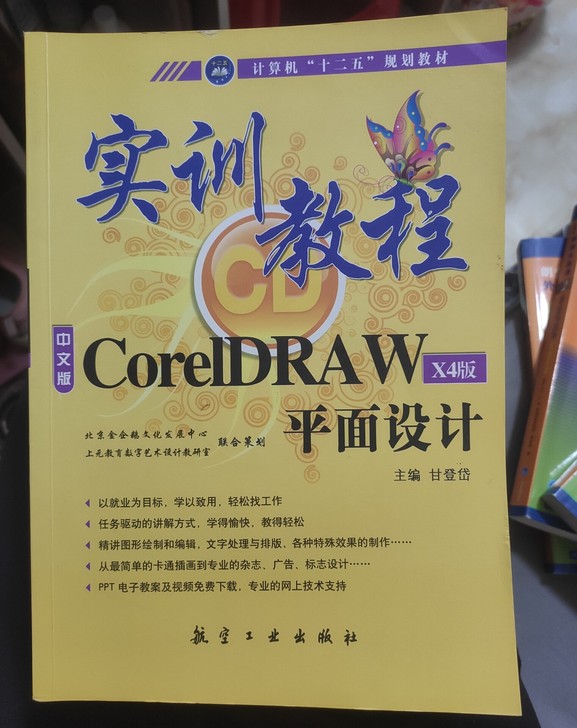 十二五
计算机“十二五”规划教材
实训
教程
CD
中文版
CorelDRAW
X4版
平面设计
北京金企鹅文化发展中心
上元教育数字艺术设计教研室
联合策划
主编 甘登岱
以就业为目标，学以致用，轻松找工作
任务驱动的讲解方式，学得愉快，教得轻松
精讲图形绘制和编辑，文字处理与排版，各种特殊效果的制作……
从最简单的卡通插画到专业的杂志、广告、标志设计……
PPT 电子教案及视频免费下载，专业的网上技术支持
航空工业出版社